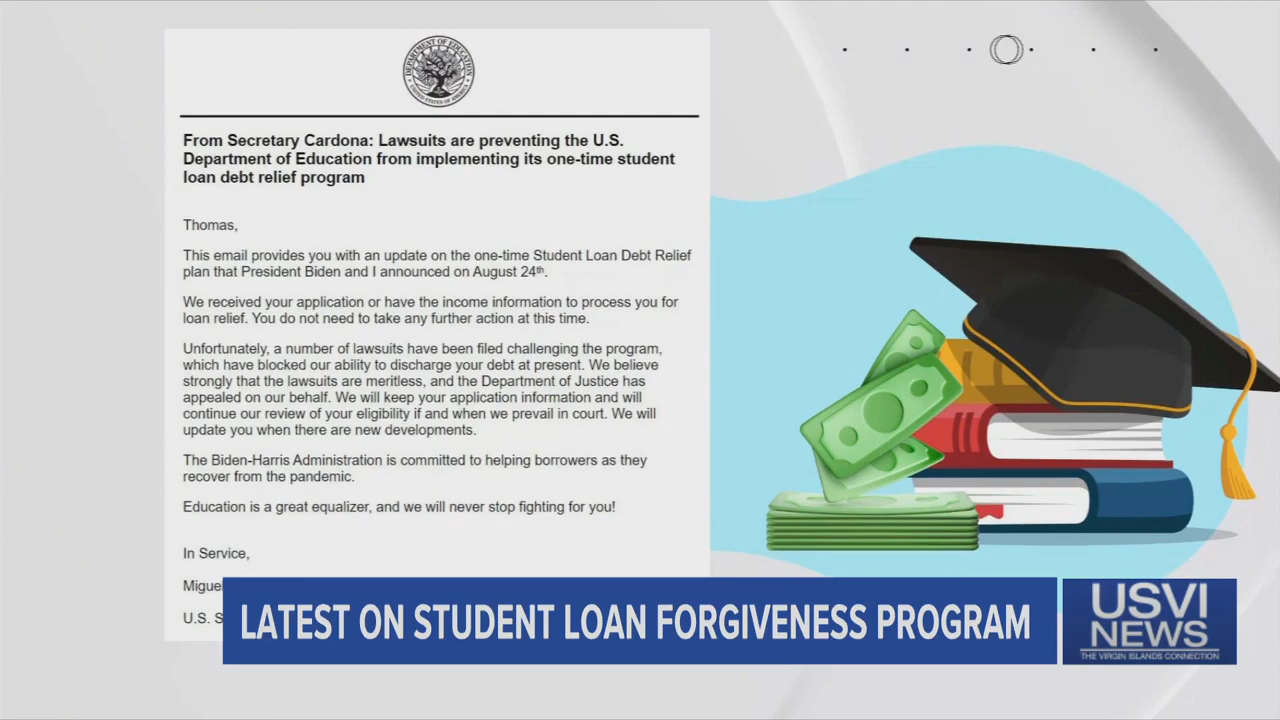 DEPARTMENT OF EDUCATION
UNITED STATES OF AMERICA
From Secretary Cardona: Lawsuits are preventing the U.S.
Department of Education from implementing its one-time student
loan debt relief program
Thomas,
This email provides you with an update on the one-time Student Loan Debt Relief
plan that President Biden and I announced on August 24th.
We received your application or have the income information to process you for
loan relief. You do not need to take any further action at this time.
Unfortunately, a number of lawsuits have been filed challenging the program,
which have blocked our ability to discharge your debt at present. We believe
strongly that the lawsuits are meritless, and the Department of Justice has
appealed on our behalf. We will keep your application information and will
continue our review of your eligibility if and when we prevail in court. We will
update you when there are new developments.
The Biden-Harris Administration is committed to helping borrowers as they
recover from the pandemic.
Education is a great equalizer, and we will never stop fighting for you!
In Service,
Migue
U.S. S
LATEST ON STUDENT LOAN FORGIVENESS PROGRAM
USVI
NEWS
THE VIRGIN ISLANDS CONNECTION